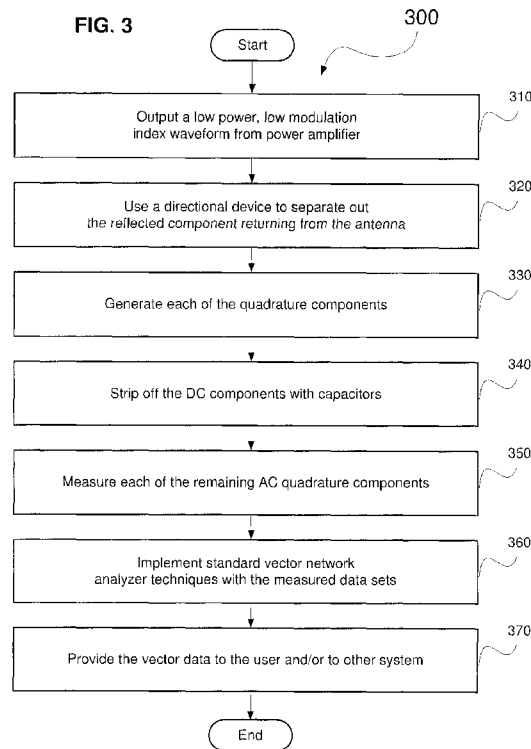 FIG. 3
300
Start
310
Output a low power, low modulation
index waveform from power amplifier
320
Use a directional device to separate out
the reflected component returning from the antenna
330
Generate each of the quadrature components
340
Strip off the DC components with capacitors
350
Measure each of the remaining AC quadrature components
360
Implement standard vector network
analyzer techniques with the measured data sets
370
Provide the vector data to the user and/or to other system
End